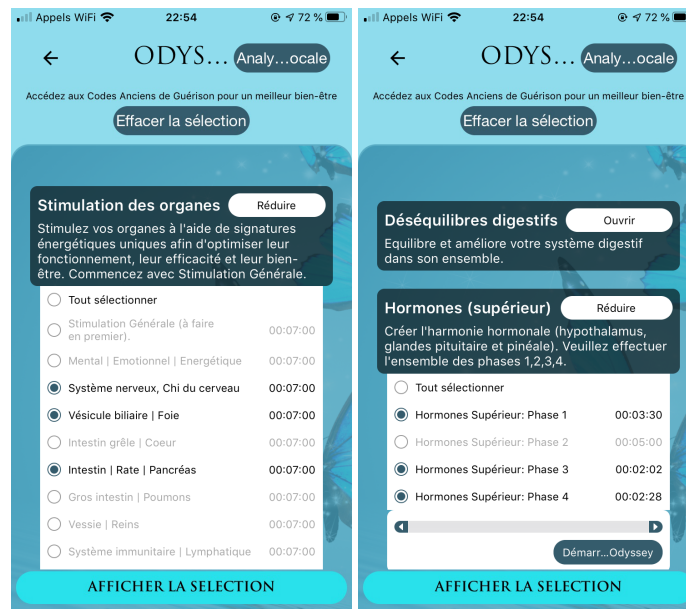 Appels WiFi 22:54 72 %
ODYS... Analy...ocale
Accédez aux Codes Anciens de Guérison pour un meilleur bien-être
Effacer la sélection
Stimulation des organes Réduire
Stimulez vos organes à l'aide de signatures
énergétiques uniques afin d'optimiser leur
fonctionnement, leur efficacité et leur bien-
être. Commencez avec Stimulation Générale.
Tout sélectionner
Stimulation Générale (à faire
en premier). 00:07:00
Mental | Emotionnel | Energétique 00:07:00
Système nerveux, Chi du cerveau 00:07:00
Vésicule biliaire | Foie 00:07:00
Intestin grêle | Coeur 00:07:00
Intestin | Rate | Pancréas 00:07:00
Gros intestin | Poumons 00:07:00
Vessie | Reins 00:07:00
Système immunitaire | Lymphatique 00:07:00
AFFICHER LA SELECTION
Appels WiFi 22:54 72 %
ODYS... Analy...ocale
Accédez aux Codes Anciens de Guérison pour un meilleur bien-être
Effacer la sélection
Déséquilibres digestifs Ouvrir
Equilibre et améliore votre système digestif
dans son ensemble.
Hormones (supérieur) Réduire
Créer l'harmonie hormonale (hypothalamus,
glandes pituitaire et pinéale). Veuillez effectuer
l'ensemble des phases 1,2,3,4.
Tout sélectionner
Hormones Supérieur: Phase 1 00:03:30
Hormones Supérieur: Phase 2 00:05:00
Hormones Supérieur: Phase 3 00:02:02
Hormones Supérieur: Phase 4 00:02:28
Démarr...Odyssey
AFFICHER LA SELECTION